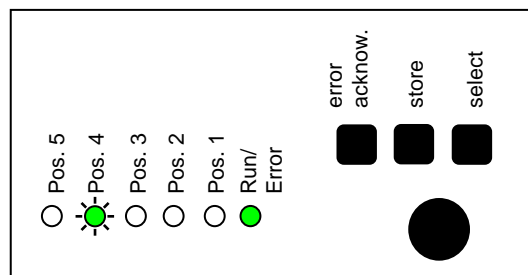 Pos. 5
Pos. 4
Pos. 3
Pos. 2
Pos. 1
Run/
Error
error
acknow.
store
select